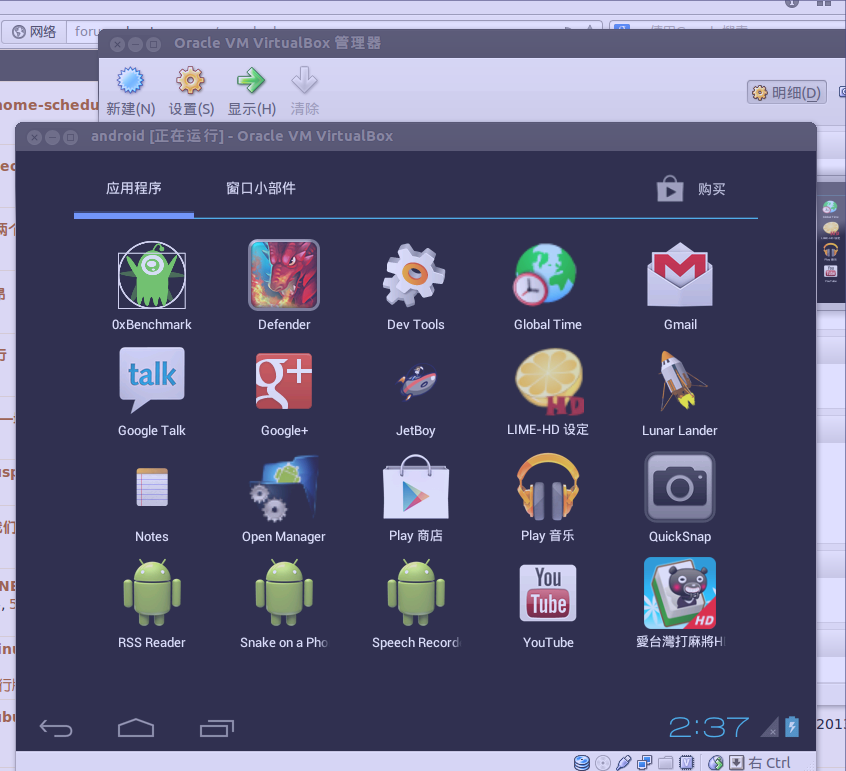 网络
Oracle VM VirtualBox 管理器
新建(N)
设置(S)
显示(H)
清除
明细(D)
android [正在运行] - Oracle VM VirtualBox
应用程序
窗口小部件
购买
0xBenchmark
Defender
Dev Tools
Global Time
Gmail
talk
g+
Google Talk
Google+
JetBoy
HD
LIME-HD 设定
Lunar Lander
Notes
Open Manager
Play 商店
Play 音乐
QuickSnap
You
Tube
HD
RSS Reader
Snake on a Pho
Speech Record
YouTube
愛台灣打麻將H
2:37
2013
右 Ctrl